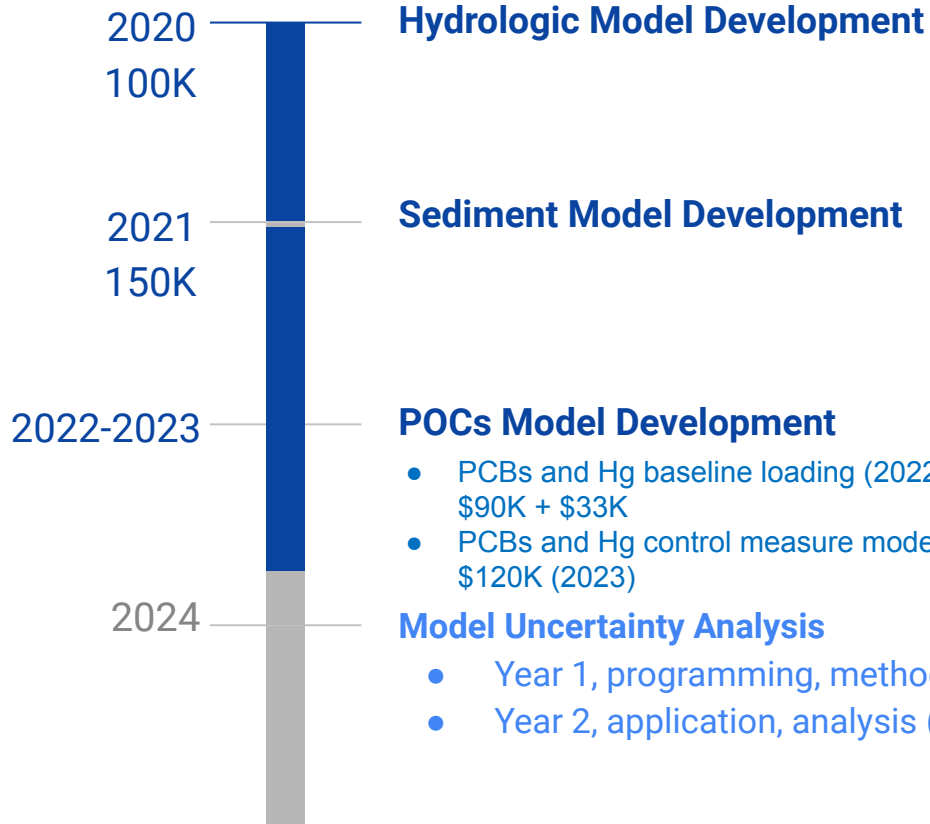 2020
Hydrologic Model Development
100K
2021
Sediment Model Development
150K
2022-2023
POCs Model Development
● PCBs and Hg baseline loading (2022
$90K + $33K
● PCBs and Hg control measure mode
$120K (2023)
2024
Model Uncertainty Analysis
● Year 1, programming, metho
● Year 2, application, analysis (